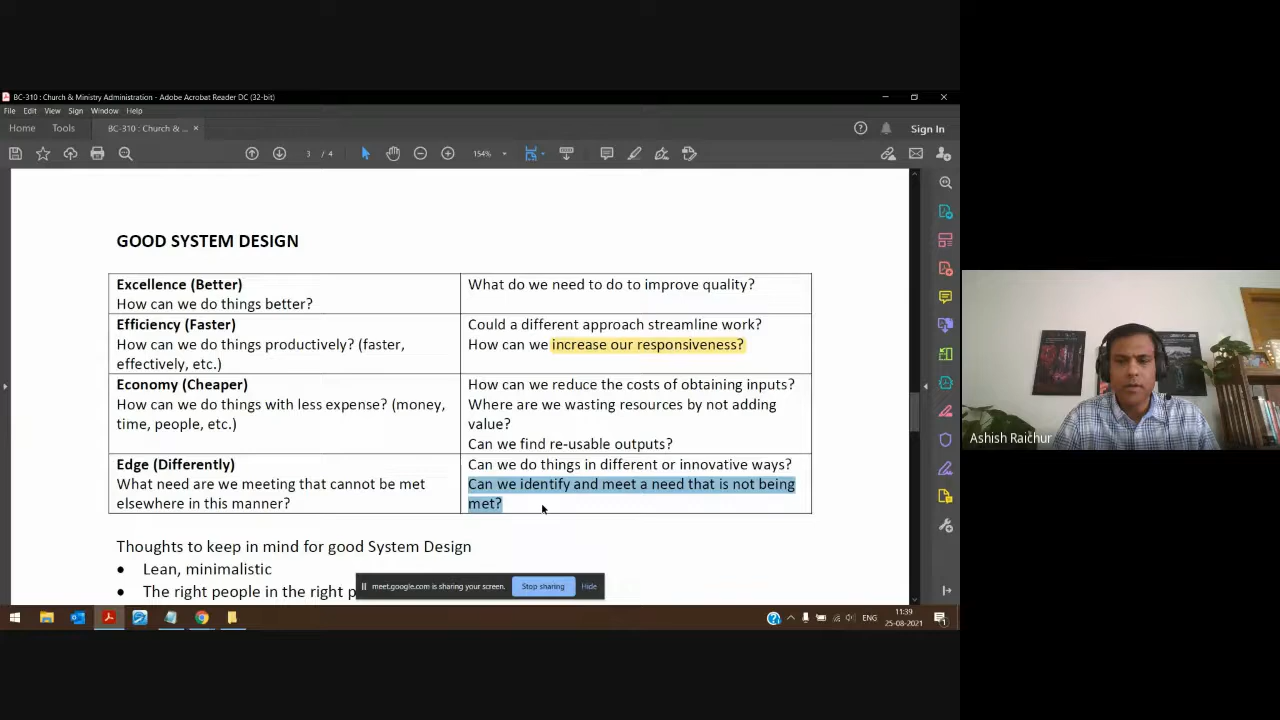 BC-310 : Church & Ministry Administration - Adobe Acrobat Reader DC (32-bit)
File Edit View Sign Window Help
Home Tools BC-310 : Church & ... × Sign In
3 / 4 154%
GOOD SYSTEM DESIGN
Excellence (Better)
How can we do things better?
What do we need to do to improve quality?
Efficiency (Faster)
How can we do things productively? (faster,
effectively, etc.)
Could a different approach streamline work?
How can we increase our responsiveness?
Economy (Cheaper)
How can we do things with less expense? (money,
time, people, etc.)
How can we reduce the costs of obtaining inputs?
Where are we wasting resources by not adding
value?
Can we find re-usable outputs?
Edge (Differently)
What need are we meeting that cannot be met
elsewhere in this manner?
Can we do things in different or innovative ways?
Can we identify and meet a need that is not being
met?
Thoughts to keep in mind for good System Design
• Lean, minimalistic
• The right people in the right p
meet.google.com is sharing your screen. Stop sharing Hide
ENG
11:39
25-08-2021
Ashish Raichur